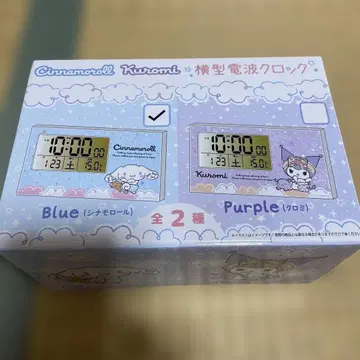 Cinnamoroll Kuromi 横型電波クロック
10:00 00
1 23 土 15.0
Cinnamoroll
Blue (シナモロール)
10:00 00
1 23 土 15.0
Kuromi
Purple (クロミ)
全2種